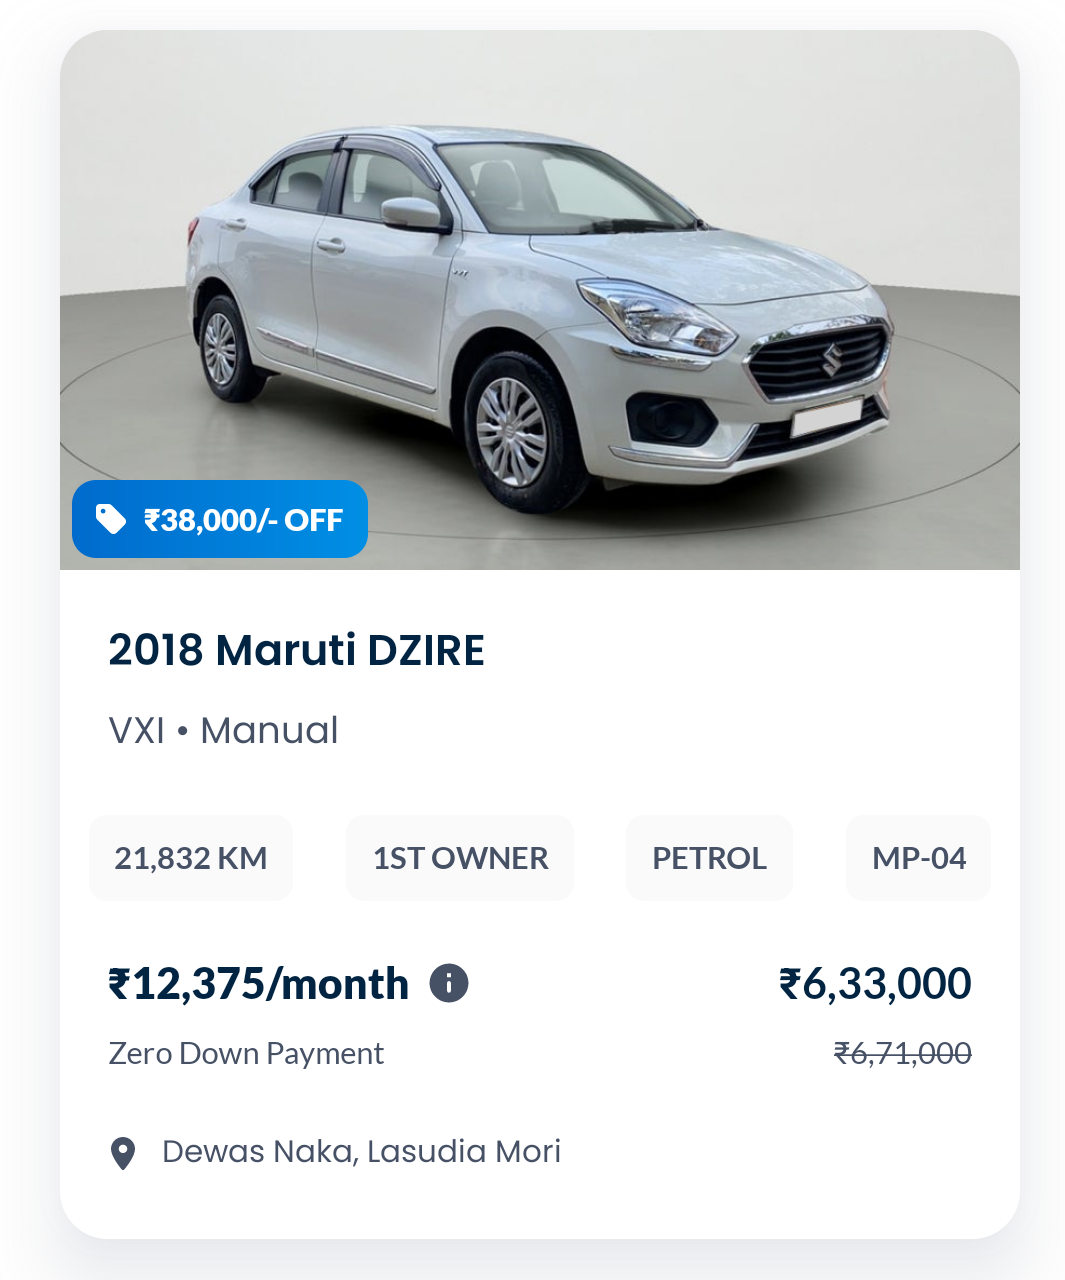 ₹38,000/- OFF
2018 Maruti DZIRE
VXI • Manual
21,832 KM 1ST OWNER PETROL MP-04
₹12,375/month ₹6,33,000
Zero Down Payment ₹6,71,000
Dewas Naka, Lasudia Mori